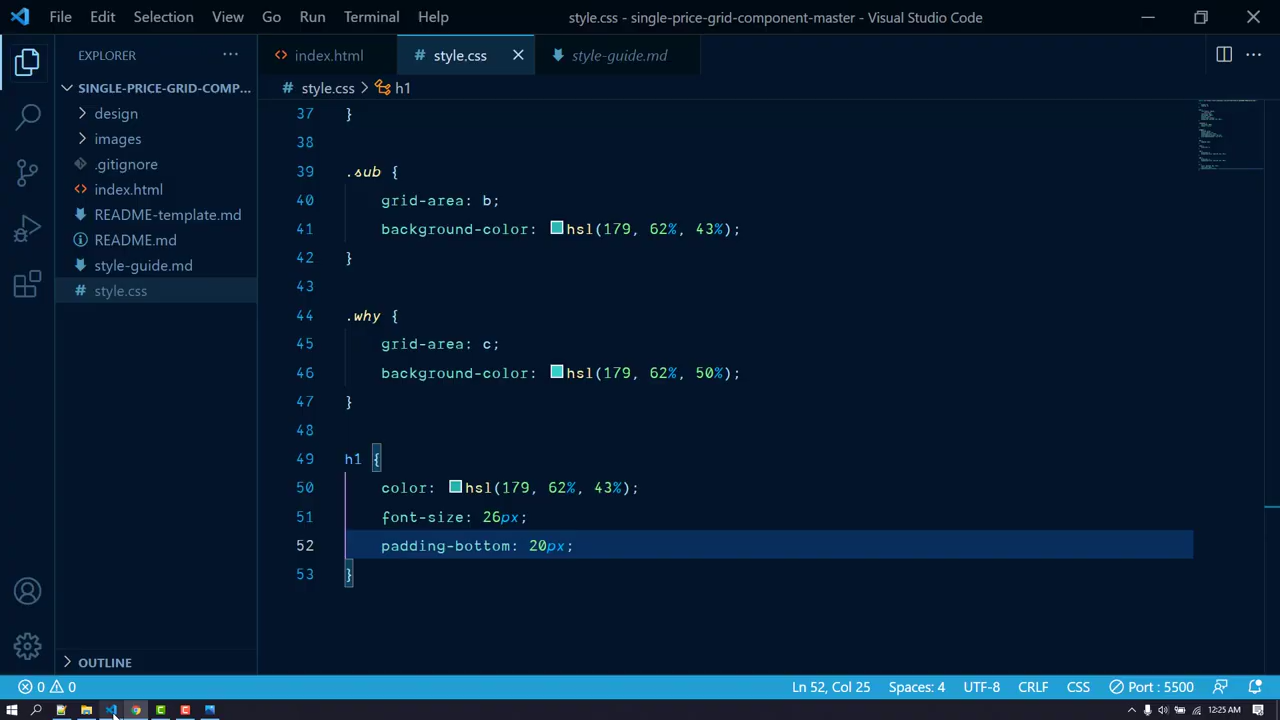 File Edit Selection View Go Run Terminal Help
style.css - single-price-grid-component-master - Visual Studio Code
EXPLORER
SINGLE-PRICE-GRID-COMP...
design
images
.gitignore
index.html
README-template.md
README.md
style-guide.md
style.css
OUTLINE
index.html
style.css
style-guide.md
style.css > h1
37 }
38
39 .sub {
40 grid-area: b;
41 background-color: hsl(179, 62%, 43%);
42 }
43
44 .why {
45 grid-area: c;
46 background-color: hsl(179, 62%, 50%);
47 }
48
49 h1 {
50 color: hsl(179, 62%, 43%);
51 font-size: 26px;
52 padding-bottom: 20px;
53 }
0 0
Ln 52, Col 25 Spaces: 4 UTF-8 CRLF CSS Port : 5500
12:25 AM